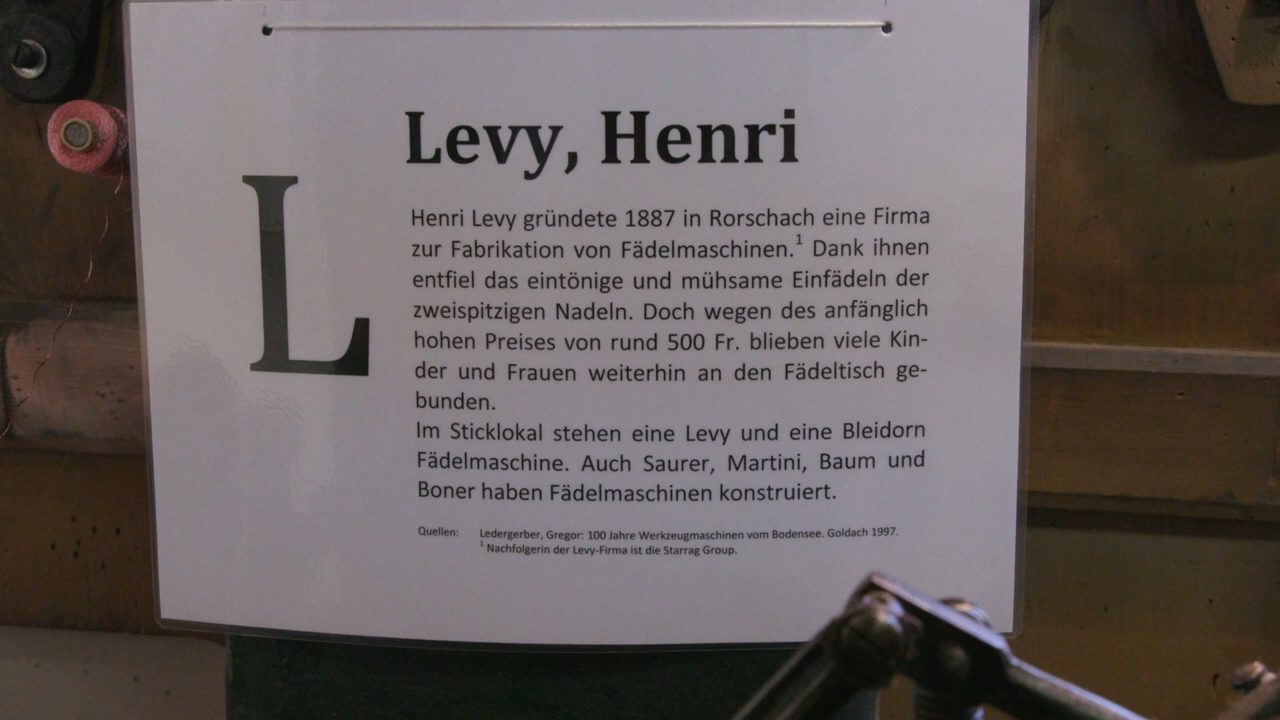 Levy, Henri
L
Henri Levy gründete 1887 in Rorschach eine Firma
zur Fabrikation von Fädelmaschinen.¹ Dank ihnen
entfiel das eintönige und mühsame Einfädeln der
zweispitzigen Nadeln. Doch wegen des anfänglich
hohen Preises von rund 500 Fr. blieben viele Kin-
der und Frauen weiterhin an den Fädeltisch ge-
bunden.
Im Sticklokal stehen eine Levy und eine Bleidorn
Fädelmaschine. Auch Saurer, Martini, Baum und
Boner haben Fädelmaschinen konstruiert.
Quellen: Ledergerber, Gregor: 100 Jahre Werkzeugmaschinen vom Bodensee. Goldach 1997.
¹ Nachfolgerin der Levy-Firma ist die Starrag Group.